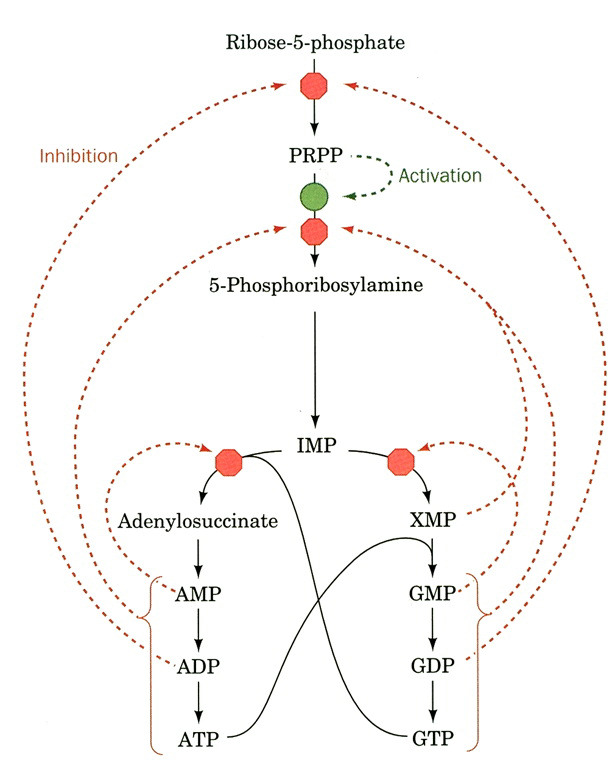 Ribose-5-phosphate
Inhibition
PRPP
Activation
5-Phosphoribosylamine
IMP
Adenylosuccinate
XMP
AMP
GMP
ADP
GDP
ATP
GTP